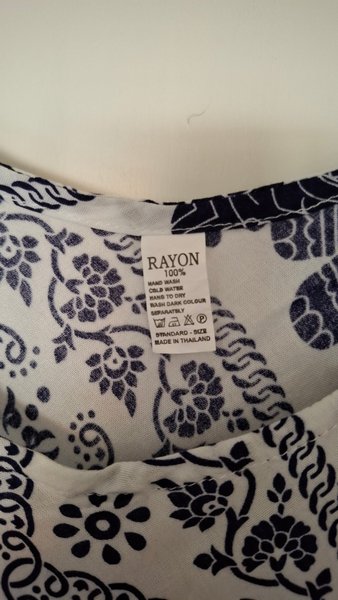 RAYON
100%
HAND WASH
COLD WATER
HANG TO DRY
WASH DARK COLOUR
SEPARATELY
STANDARD - SIZE
MADE IN THAILAND